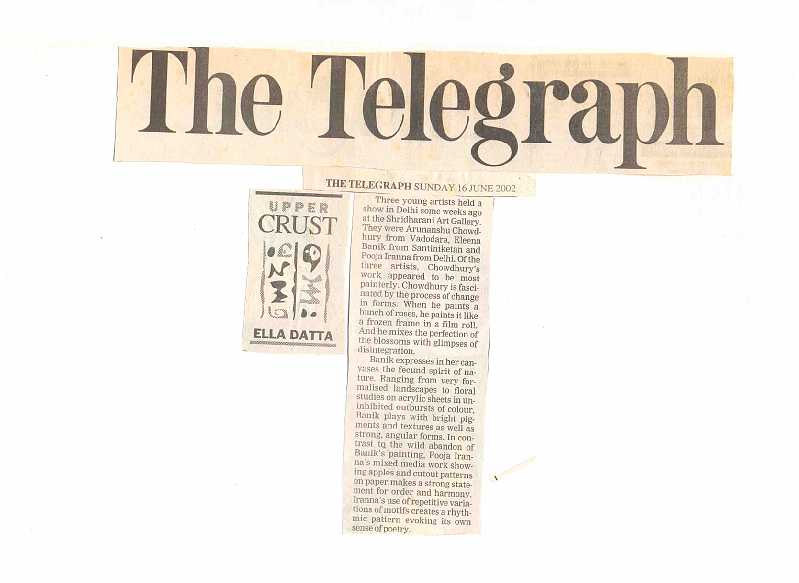 The Telegraph
THE TELEGRAPH SUNDAY 16 JUNE 2002
UPPER
CRUST
ELLA DATTA
Three young artists held a
show in Delhi some weeks ago
at the Shridharani Art Gallery.
They were Arunanshu Chowd-
hury from Vadodara, Eleena
Banik from Santiniketan and
Pooja Iranna from Delhi. Of the
three artists, Chowdhury's
work appeared to be most
painterly. Chowdhury is fasci-
nated by the process of change
in forms. When he paints a
bunch of roses, he paints it like
a frozen frame in a film roll.
And he mixes the perfection of
the blossoms with glimpses of
disintegration.
Banik expresses in her can-
vases the fecund spirit of na-
ture. Ranging from very for-
malised landscapes to floral
studies on acrylic sheets in un-
inhibited outbursts of colour,
Banik plays with bright pig-
ments and textures as well as
strong, angular forms. In con-
trast to the wild abandon of
Banik's painting, Pooja Iran-
na's mixed media work show-
ing apples and cutout patterns
on paper makes a strong state-
ment for order and harmony.
Iranna's use of repetitive varia-
tions of motifs creates a rhyth-
mic pattern evoking its own
sense of poetry.